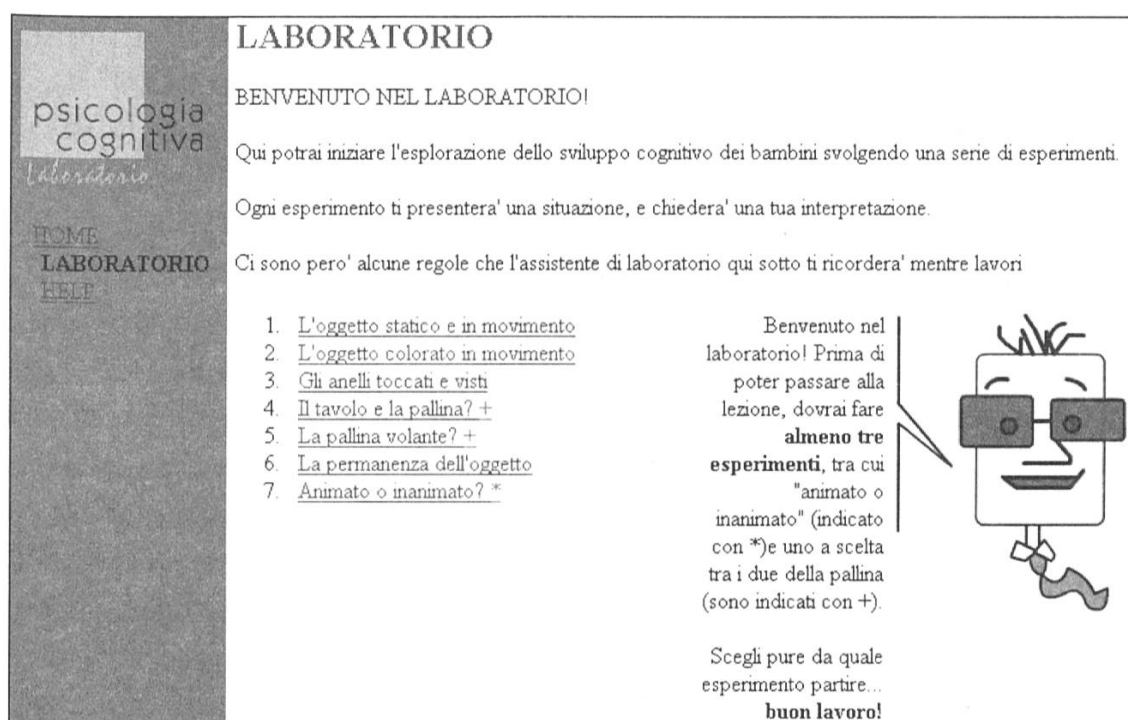 psicologia
cognitiva
Laboratorio
HOME
LABORATORIO
HELP
LABORATORIO
BENVENUTO NEL LABORATORIO!
Qui potrai iniziare l'esplorazione dello sviluppo cognitivo dei bambini svolgendo una serie di esperimenti.
Ogni esperimento ti presentera' una situazione, e chiedera' una tua interpretazione.
Ci sono pero' alcune regole che l'assistente di laboratorio qui sotto ti ricordera' mentre lavori
1. L'oggetto statico e in movimento
2. L'oggetto colorato in movimento
3. Gli anelli toccati e visti
4. Il tavolo e la pallina? +
5. La pallina volante? +
6. La permanenza dell'oggetto
7. Animato o inanimato? *
Benvenuto nel
laboratorio! Prima di
poter passare alla
lezione, dovrai fare
almeno tre
esperimenti, tra cui
"animato o
inanimato" (indicato
con *)e uno a scelta
tra i due della pallina
(sono indicati con +).
Scegli pure da quale
esperimento partire...
buon lavoro!